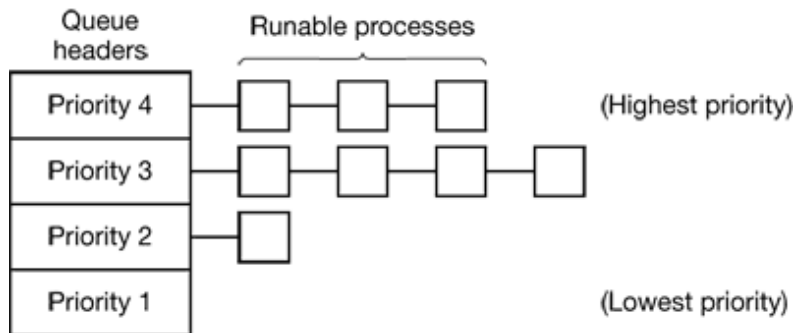 Queue
headers
Runable processes
Priority 4
(Highest priority)
Priority 3
Priority 2
Priority 1
(Lowest priority)